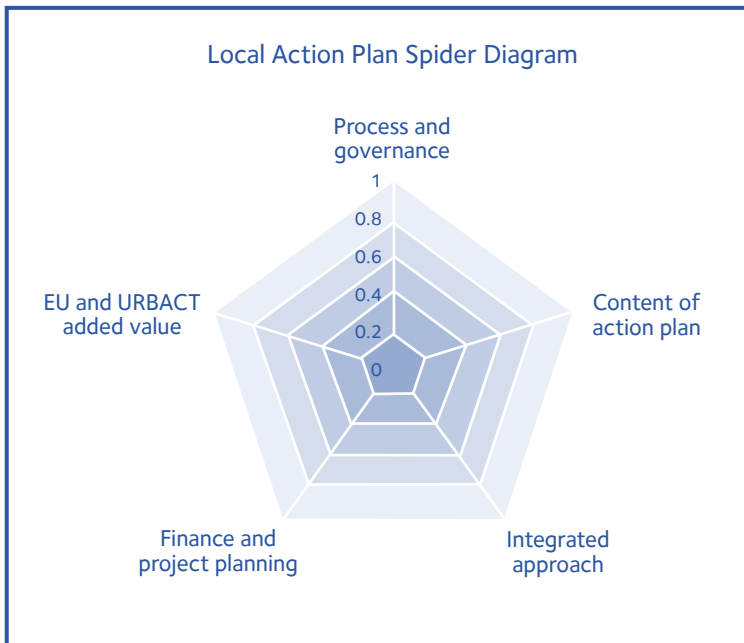 Local Action Plan Spider Diagram
Process and
governance
1
0.8
0.6
0.4
0.2
0
EU and URBACT
added value
Content of
action plan
Finance and
project planning
Integrated
approach